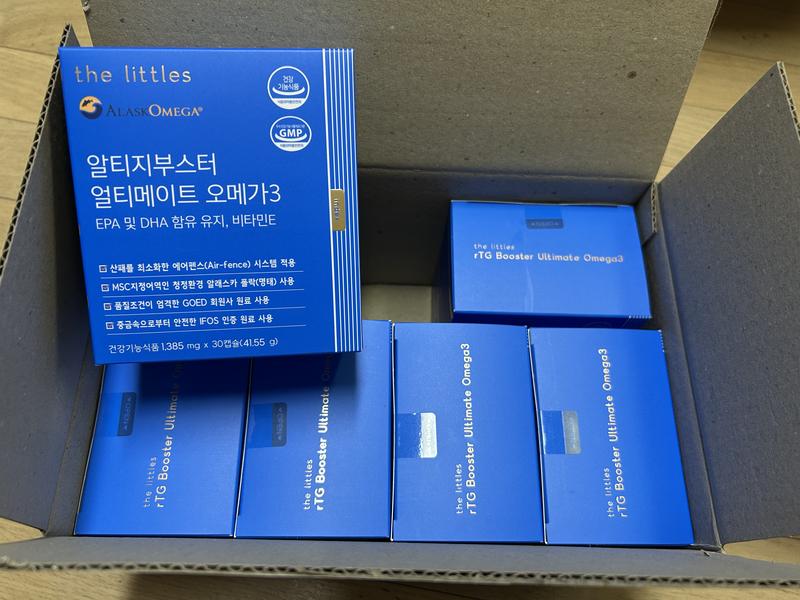 the littles
ALASKOMEGA®
건강
기능식품
GMP
알티지부스터
얼티메이트 오메가3
EPA 및 DHA 함유 유지, 비타민E
산패를 최소화한 에어펜스(Air-fence) 시스템 적용
MSC지정어역인 청정환경 알래스카 폴락(명태) 사용
품질조건이 엄격한 GOED 회원사 원료 사용
중금속으로부터 안전한 IFOS 인증 원료 사용
건강기능식품 1,385 mg x 30캡슐(41.55 g)
OPEN
the littles
rTG Booster Ultimate Omega3
OPEN
the littles
rTG Booster Ultimate Omega3
OPEN
the littles
rTG Booster Ultimate Omega3
the littles
rTG Booster Ultimate Omega3
the littles
rTG Booster Ultimate Omega3